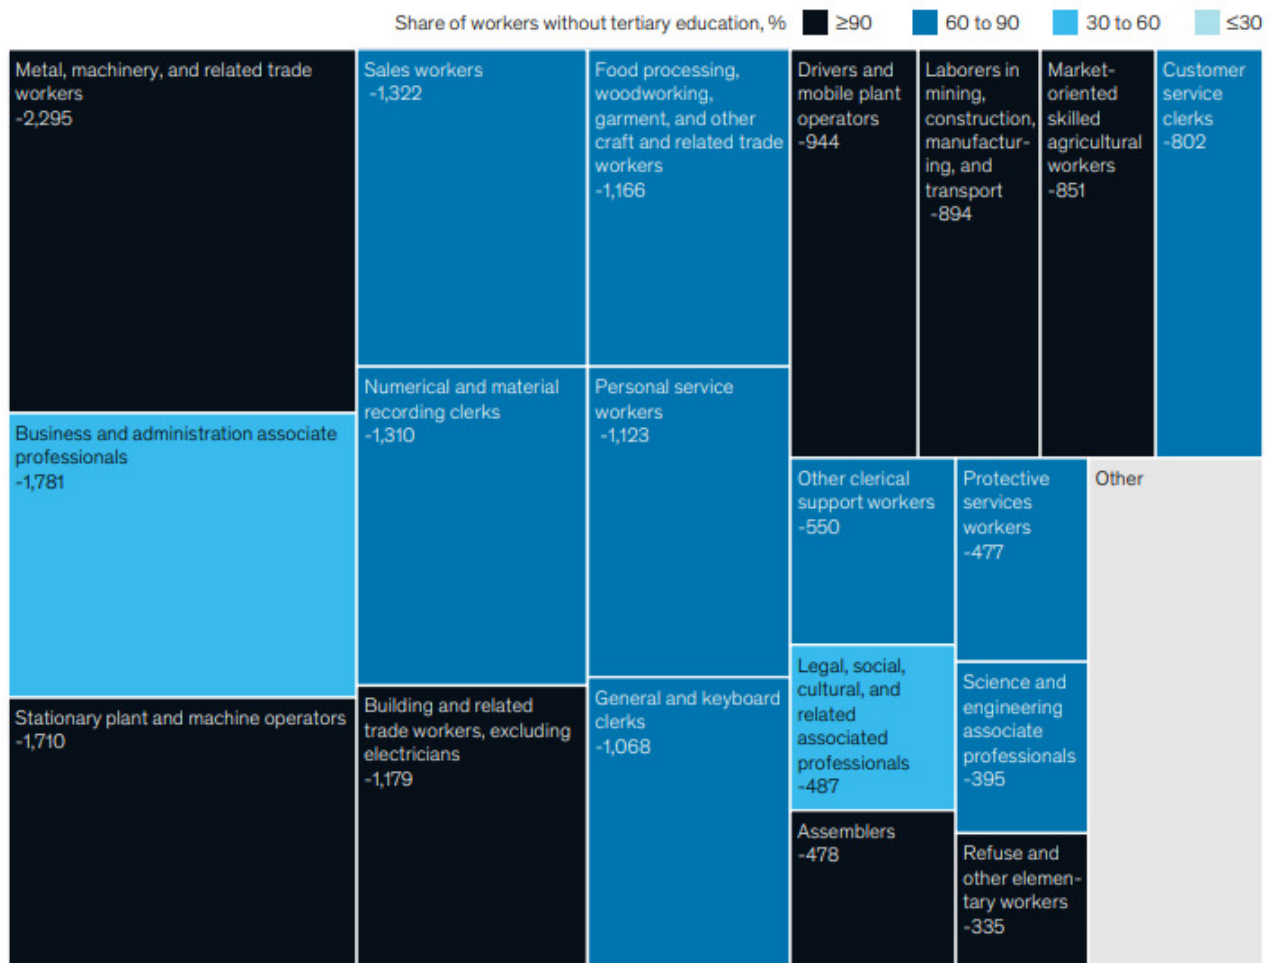 Share of workers without tertiary education, %
≥90
60 to 90
30 to 60
≤30
Metal, machinery, and related trade
workers
-2,295
Business and administration associate
professionals
-1,781
Stationary plant and machine operators
-1,710
Sales workers
-1,322
Numerical and material
recording clerks
-1,310
Building and related
trade workers, excluding
electricians
-1,179
Food processing,
woodworking,
garment, and other
craft and related trade
workers
-1,166
Personal service
workers
-1,123
General and keyboard
clerks
-1,068
Drivers and
mobile plant
operators
-944
Laborers in
mining,
construction,
manufactur-
ing, and
transport
-894
Market-
oriented
skilled
agricultural
workers
-851
Customer
service
clerks
-802
Other clerical
support workers
-550
Legal, social,
cultural, and
related
associated
professionals
-487
Assemblers
-478
Protective
services
workers
-477
Science and
engineering
associate
professionals
-395
Refuse and
other elemen-
tary workers
-335
Other